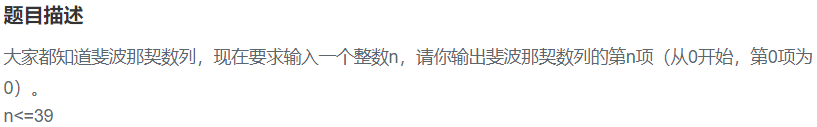 题目描述
大家都知道斐波那契数列，现在要求输入一个整数n，请你输出斐波那契数列的第n项（从0开始，第0项为
0）。
n<=39